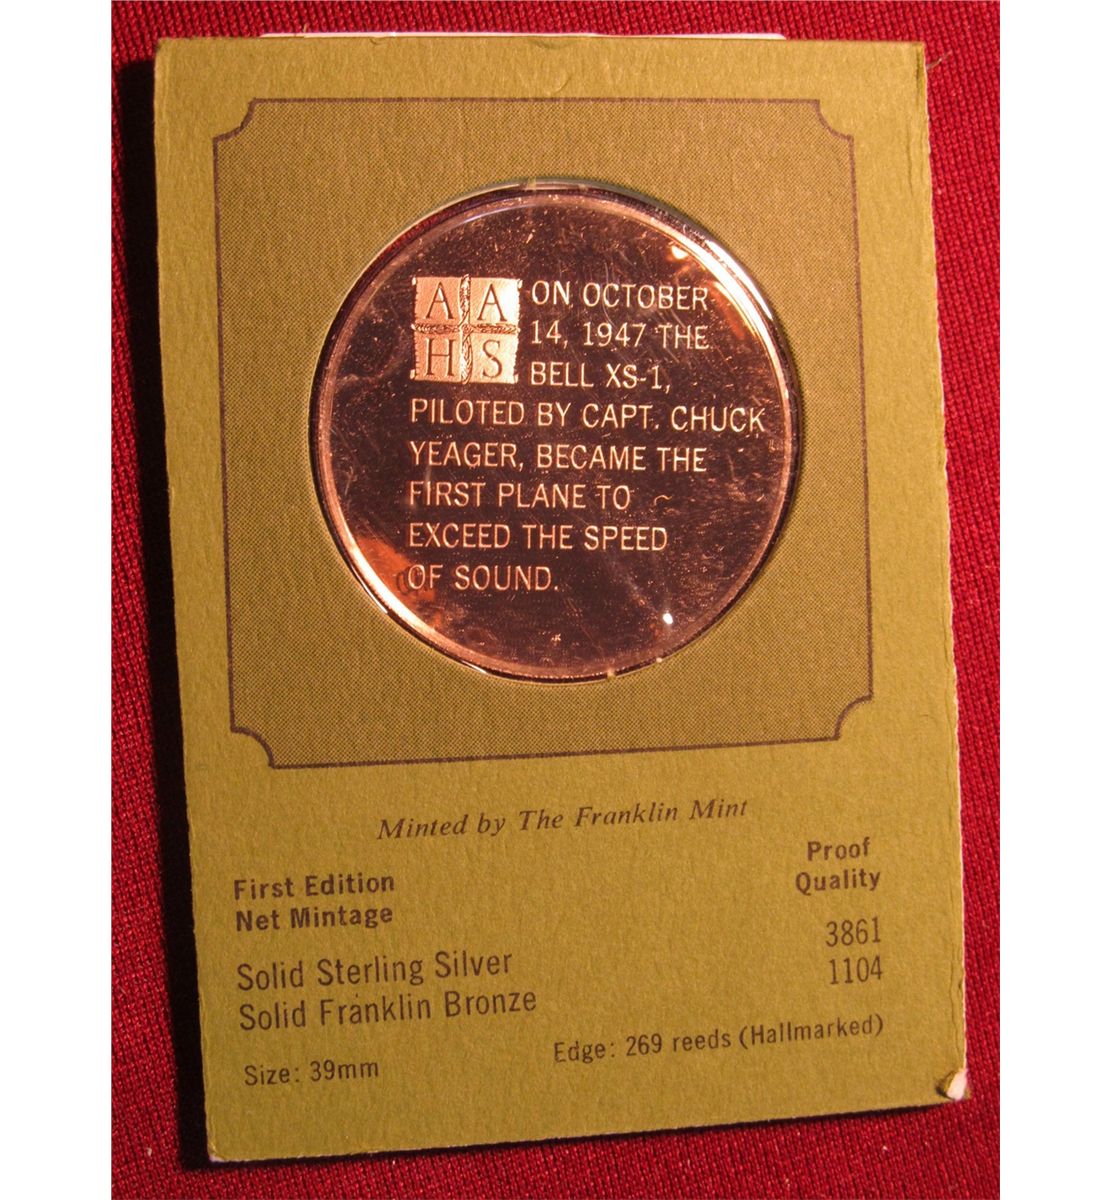 A A
H S
ON OCTOBER
14, 1947 THE
BELL XS-1,
PILOTED BY CAPT. CHUCK
YEAGER, BECAME THE
FIRST PLANE TO
EXCEED THE SPEED
OF SOUND.
Minted by The Franklin Mint
Proof
First Edition Quality
Net Mintage
Solid Sterling Silver 3861
Solid Franklin Bronze 1104
Size: 39mm Edge: 269 reeds (Hallmarked)